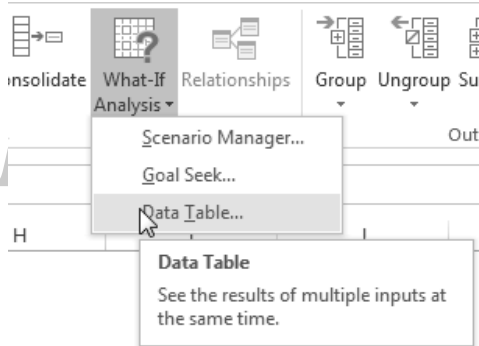 onsolidate What-If Relationships Group Ungroup Su
Analysis
Out
Scenario Manager...
Goal Seek...
Data Table...
H I J
Data Table
See the results of multiple inputs at
the same time.